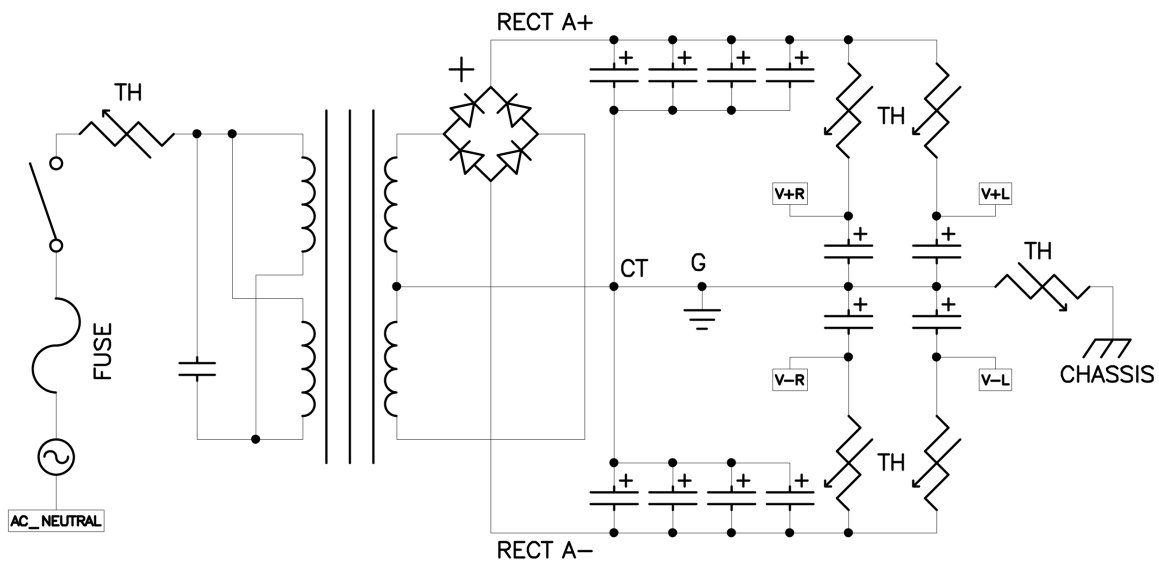 RECT A+
+
+
+
+
+
TH
TH
V+R
V+L
+
+
TH
CT
G
+
+
FUSE
V-R
V-L
CHASSIS
TH
+
+
+
+
AC_NEUTRAL
RECT A-